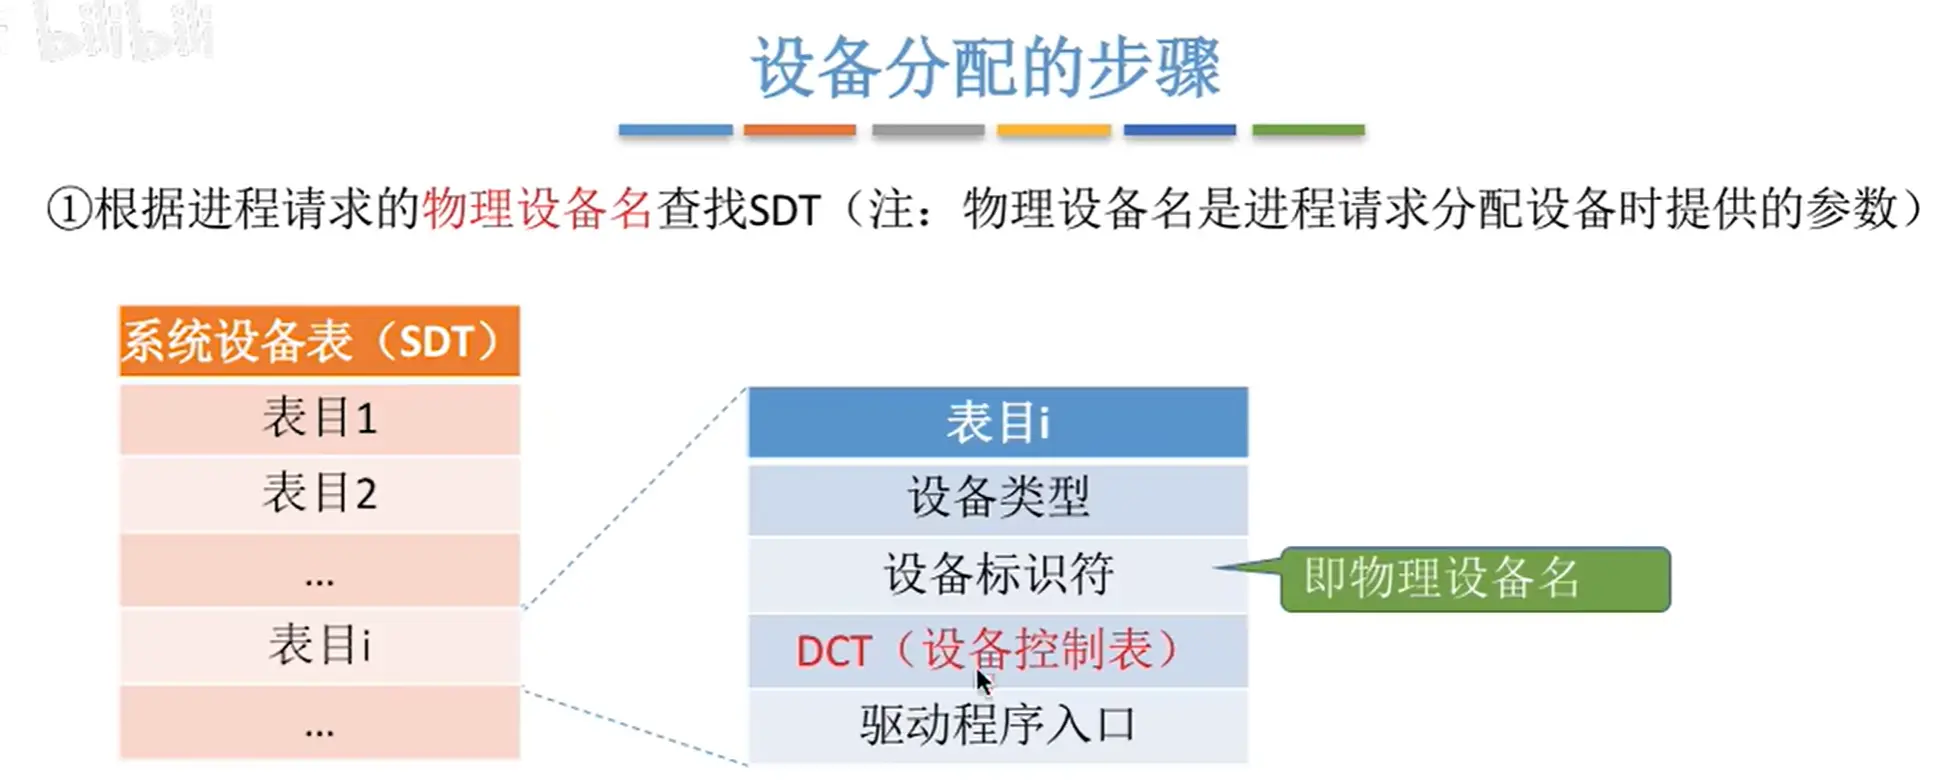 bilibili
设备分配的步骤
①根据进程请求的物理设备名查找SDT（注：物理设备名是进程请求分配设备时提供的参数）
系统设备表（SDT）
表目1
表目2
...
表目i
...
表目i
设备类型
设备标识符
即物理设备名
DCT（设备控制表）
驱动程序入口